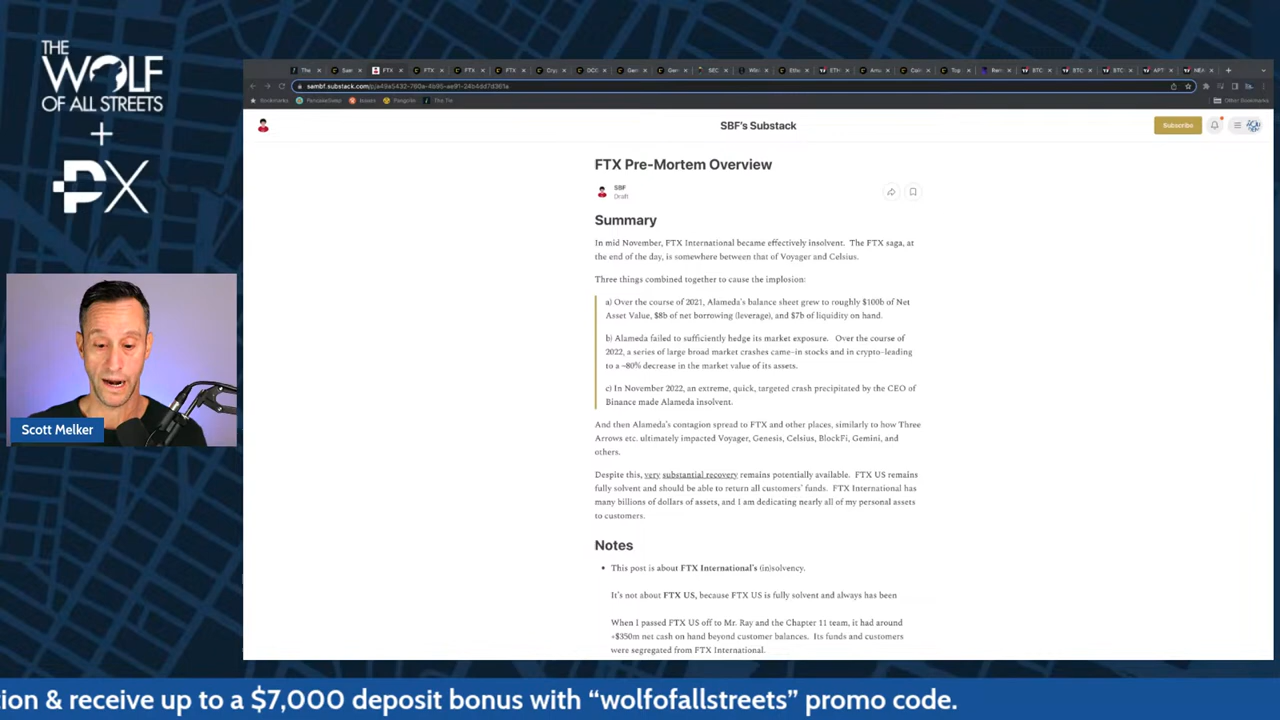 THE
WOLF
OF ALL STREETS
+
PX
Scott Melker
Bookmarks
PancakeSwap
Pangolin
The Tie
Other Bookmarks
SBF's Substack
Subscribe
FTX Pre-Mortem Overview
SBF
Draft
Summary
In mid November, FTX International became effectively insolvent. The FTX saga, at
the end of the day, is somewhere between that of Voyager and Celsius.
Three things combined together to cause the implosion:
a) Over the course of 2021, Alameda's balance sheet grew to roughly $100b of Net
Asset Value, $8b of net borrowing (leverage), and $7b of liquidity on hand.
b) Alameda failed to sufficiently hedge its market exposure. Over the course of
2022, a series of large broad market crashes came–in stocks and in crypto–leading
to a ~80% decrease in the market value of its assets.
c) In November 2022, an extreme, quick, targeted crash precipitated by the CEO of
Binance made Alameda insolvent.
And then Alameda's contagion spread to FTX and other places, similarly to how Three
Arrows etc. ultimately impacted Voyager, Genesis, Celsius, BlockFi, Gemini, and
others.
Despite this, very substantial recovery remains potentially available. FTX US remains
fully solvent and should be able to return all customers' funds. FTX International has
many billions of dollars of assets, and I am dedicating nearly all of my personal assets
to customers.
Notes
• This post is about FTX International's (in)solvency.
It's not about FTX US, because FTX US is fully solvent and always has been
When I passed FTX US off to Mr. Ray and the Chapter 11 team, it had around
+$350m net cash on hand beyond customer balances. Its funds and customers
were segregated from FTX International.
tion & receive up to a $7,000 deposit bonus with "wolfofallstreets" promo code.